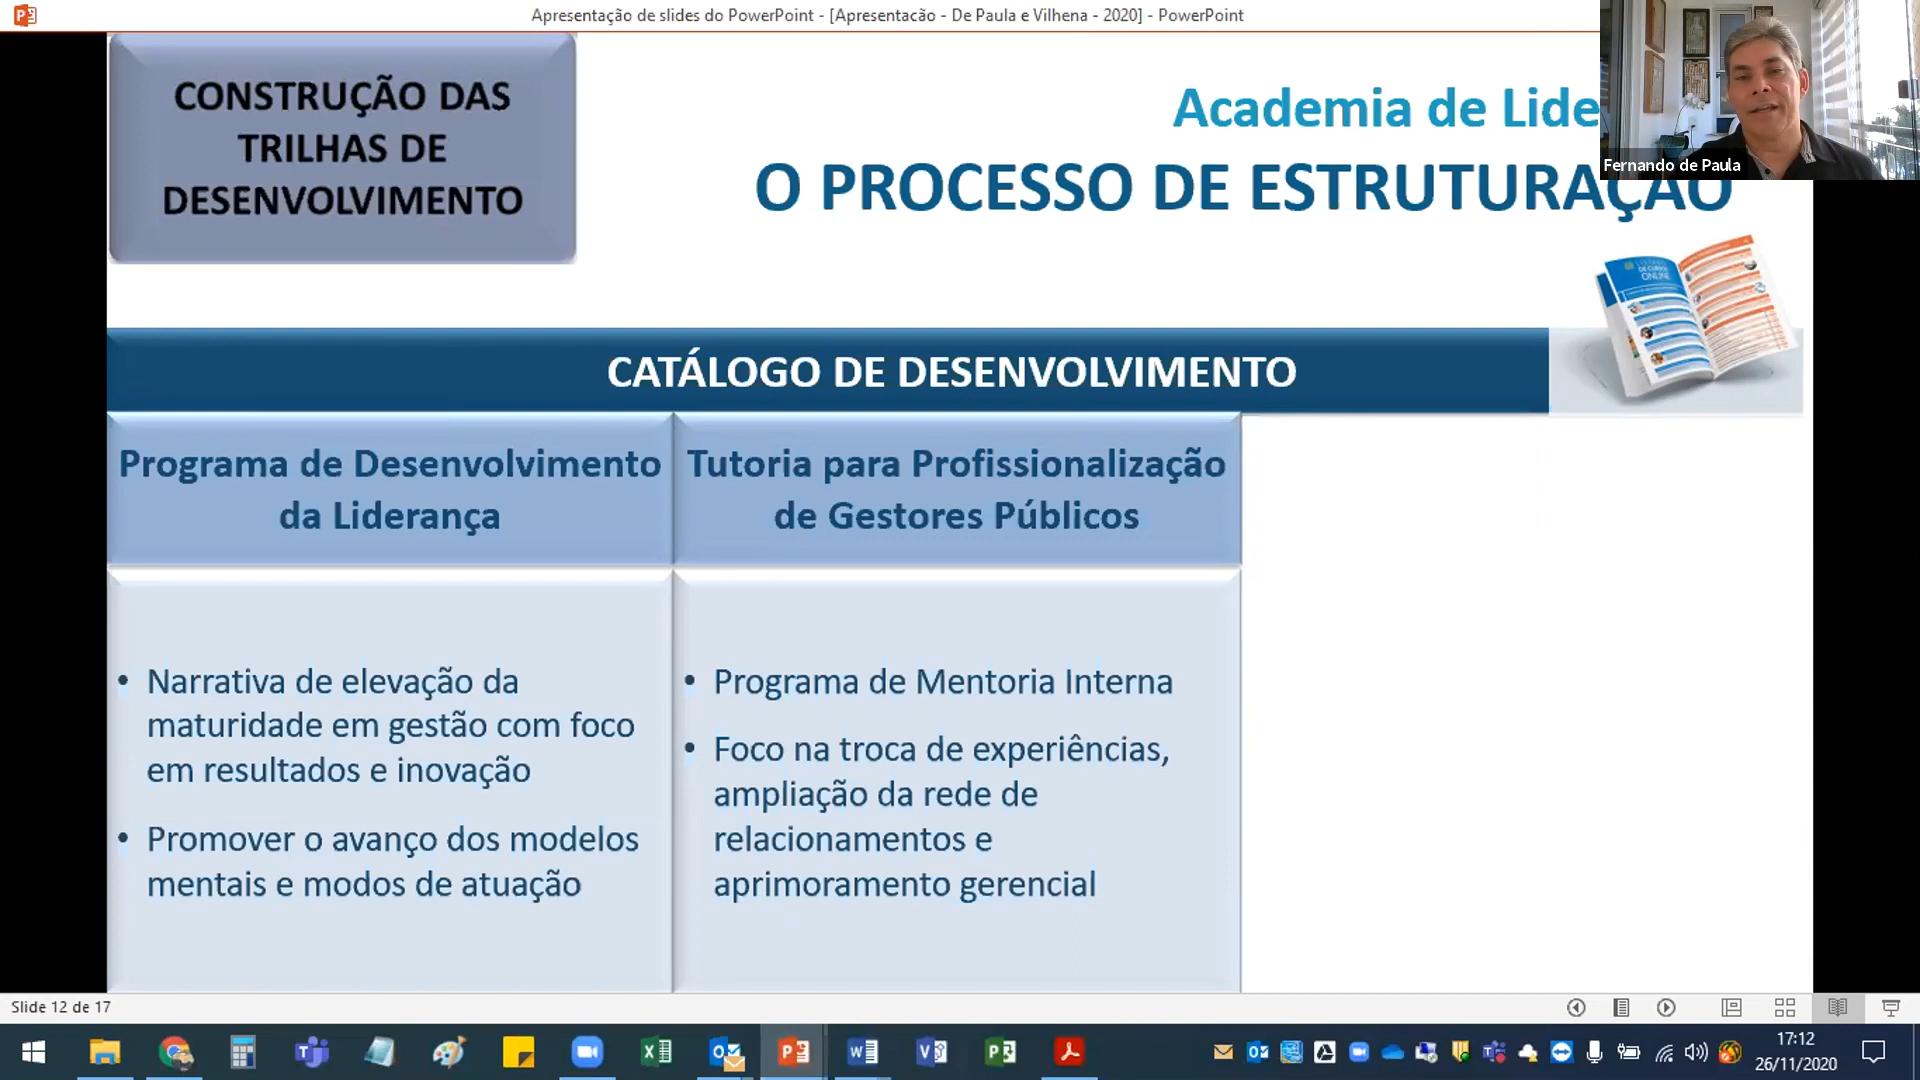 Apresentação de slides do PowerPoint - [Apresentacão - De Paula e Vilhena - 2020] - PowerPoint
CONSTRUÇÃO DAS
TRILHAS DE
DESENVOLVIMENTO
Academia de Lide
O PROCESSO DE ESTRUTURAÇÃO
Fernando de Paula
DE CURSO
ONLINE
CATÁLOGO DE DESENVOLVIMENTO
Programa de Desenvolvimento
da Liderança
Tutoria para Profissionalização
de Gestores Públicos
• Narrativa de elevação da
maturidade em gestão com foco
em resultados e inovação
• Promover o avanço dos modelos
mentais e modos de atuação
• Programa de Mentoria Interna
• Foco na troca de experiências,
ampliação da rede de
relacionamentos e
aprimoramento gerencial
Slide 12 de 17
17:12
26/11/2020